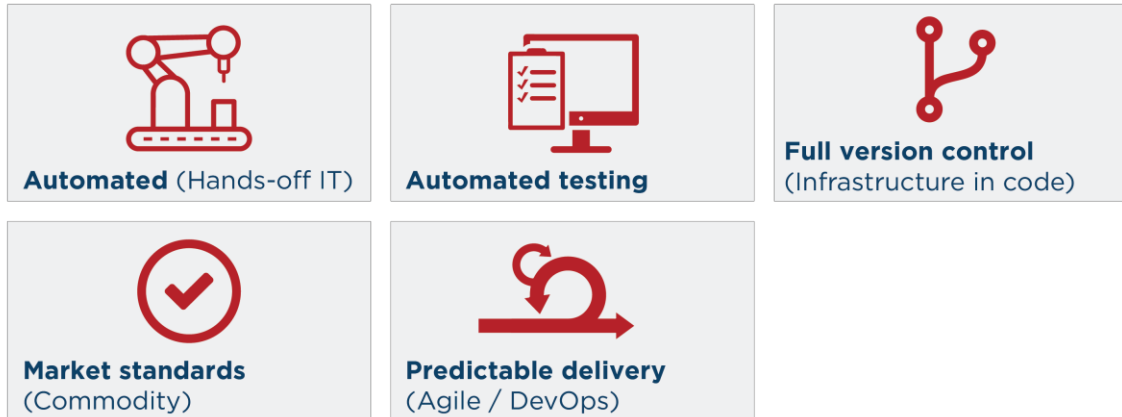 Automated (Hands-off IT)
Automated testing
Full version control
(Infrastructure in code)
Market standards
(Commodity)
Predictable delivery
(Agile / DevOps)